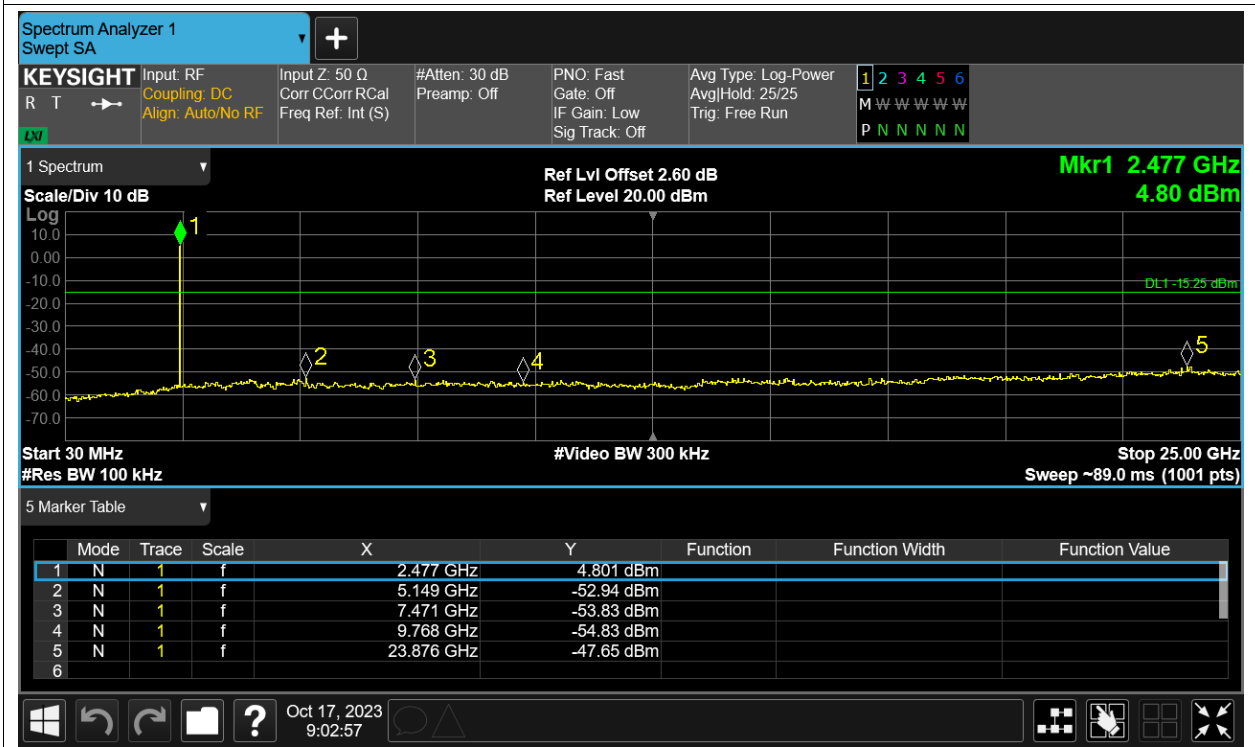 Spectrum Analyzer 1
Swept SA
+
KEYSIGHT Input: RF Input Z: 50 Ω #Atten: 30 dB PNO: Fast Avg Type: Log-Power 1 2 3 4 5 6
R T Coupling: DC Corr CCorr RCal Preamp: Off Gate: Off Avg|Hold: 25/25 M W W W W W W
Align: Auto/No RF Freq Ref: Int (S) IF Gain: Low Trig: Free Run
LXI Sig Track: Off P N N N N N N
1 Spectrum Ref Lvl Offset 2.60 dB Mkr1 2.477 GHz
Scale/Div 10 dB Ref Level 20.00 dBm 4.80 dBm
Log
1
10.0
0.00
-10.0
DL1 -15.25 dBm
-20.0
-30.0
-40.0
2 3 4 5
-50.0
-60.0
-70.0
Start 30 MHz #Video BW 300 kHz Stop 25.00 GHz
#Res BW 100 kHz Sweep ~89.0 ms (1001 pts)
5 Marker Table
Mode Trace Scale X Y Function Function Width Function Value
1 N 1 f 2.477 GHz 4.801 dBm
2 N 1 f 5.149 GHz -52.94 dBm
3 N 1 f 7.471 GHz -53.83 dBm
4 N 1 f 9.768 GHz -54.83 dBm
5 N 1 f 23.876 GHz -47.65 dBm
6
? Oct 17, 2023
9:02:57